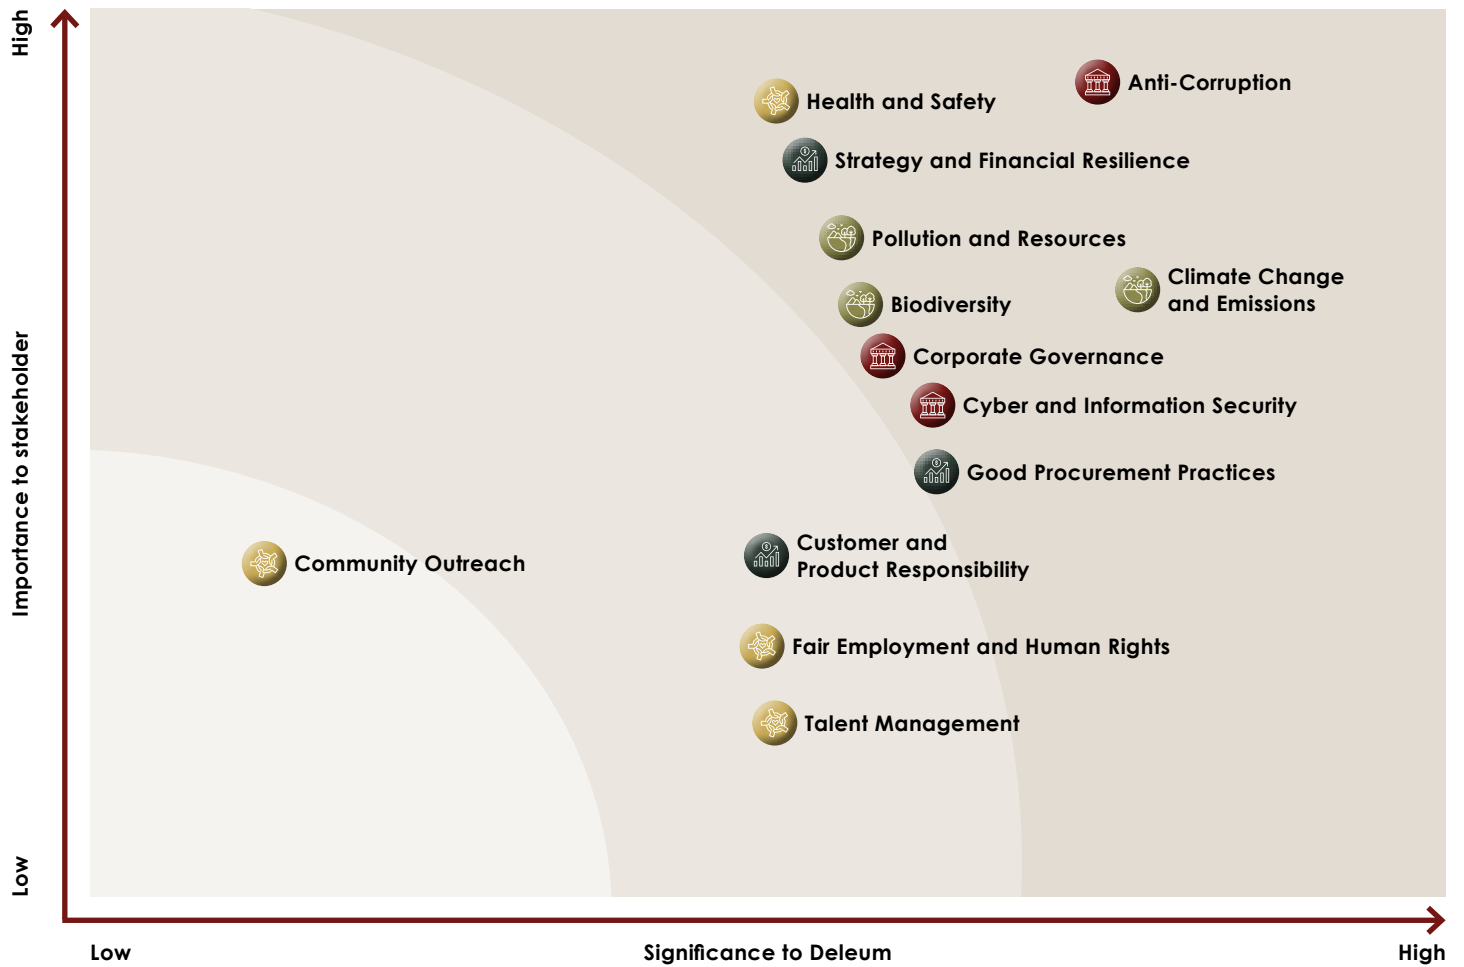 High
Importance to stakeholder
Low
Health and Safety
Anti-Corruption
Strategy and Financial Resilience
Pollution and Resources
Climate Change
and Emissions
Biodiversity
Corporate Governance
Cyber and Information Security
Good Procurement Practices
Customer and
Product Responsibility
Community Outreach
Fair Employment and Human Rights
Talent Management
Low
Significance to Deleum
High